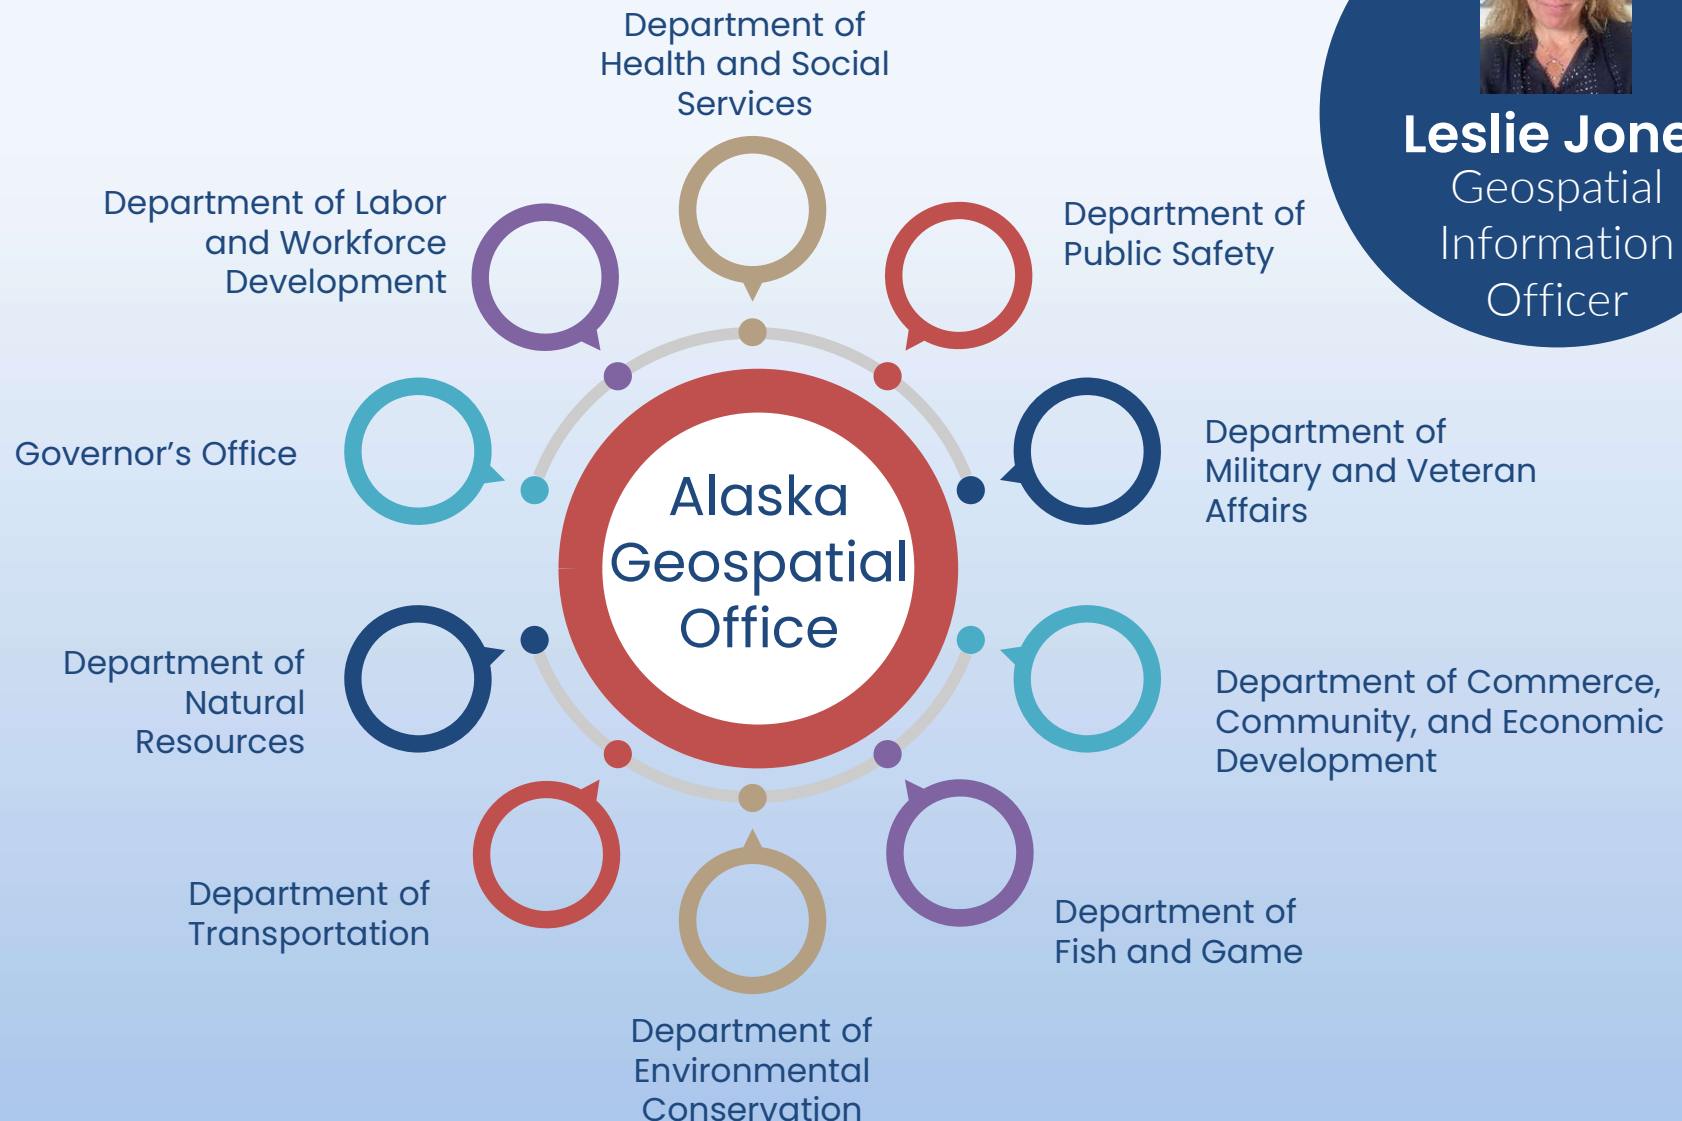 Department of
Health and Social
Services
Leslie Jone
Geospatial
Information
Officer
Department of Labor
and Workforce
Development
Department of
Public Safety
Governor’s Office
Department of
Military and Veteran
Affairs
Alaska
Geospatial
Office
Department of
Natural
Resources
Department of Commerce,
Community, and Economic
Development
Department of
Transportation
Department of
Fish and Game
Department of
Environmental
Conservation